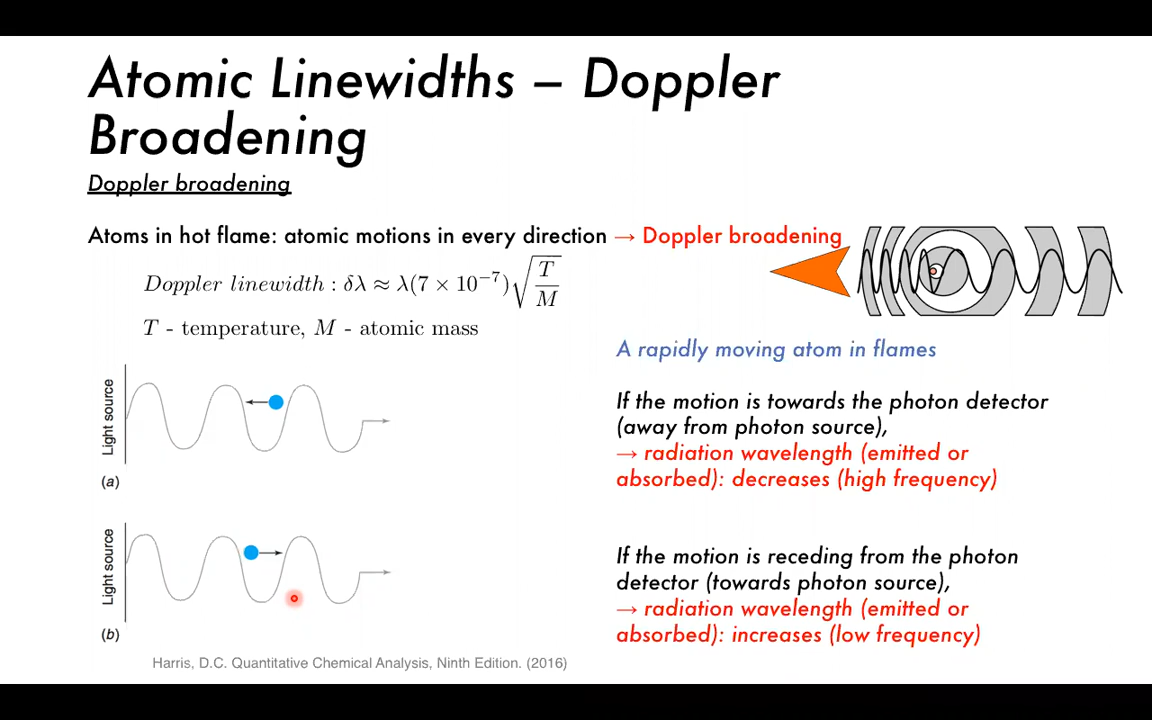 Atomic Linewidths – Doppler
Broadening
Doppler broadening
Atoms in hot flame: atomic motions in every direction → Doppler broadening
Doppler linewidth : δλ ≈ λ(7 × 10⁻⁷)√(T/M)
T - temperature, M - atomic mass
Light source
(a)
Light source
(b)
A rapidly moving atom in flames
If the motion is towards the photon detector
(away from photon source),
→ radiation wavelength (emitted or
absorbed): decreases (high frequency)
If the motion is receding from the photon
detector (towards photon source),
→ radiation wavelength (emitted or
absorbed): increases (low frequency)
Harris, D.C. Quantitative Chemical Analysis, Ninth Edition. (2016)